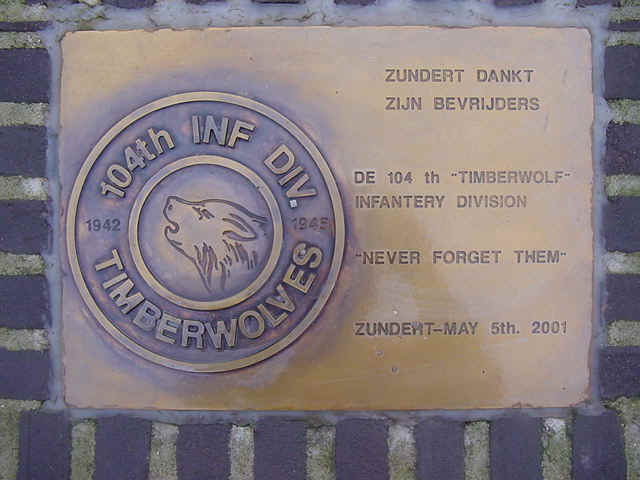 104th INF DIV.
1942 1945
TIMBERWOLVES
ZUNDERT DANKT
ZIJN BEVRIJDERS
DE 104 th "TIMBERWOLF"
INFANTERY DIVISION
"NEVER FORGET THEM"
ZUNDEHT-MAY 5th. 2001